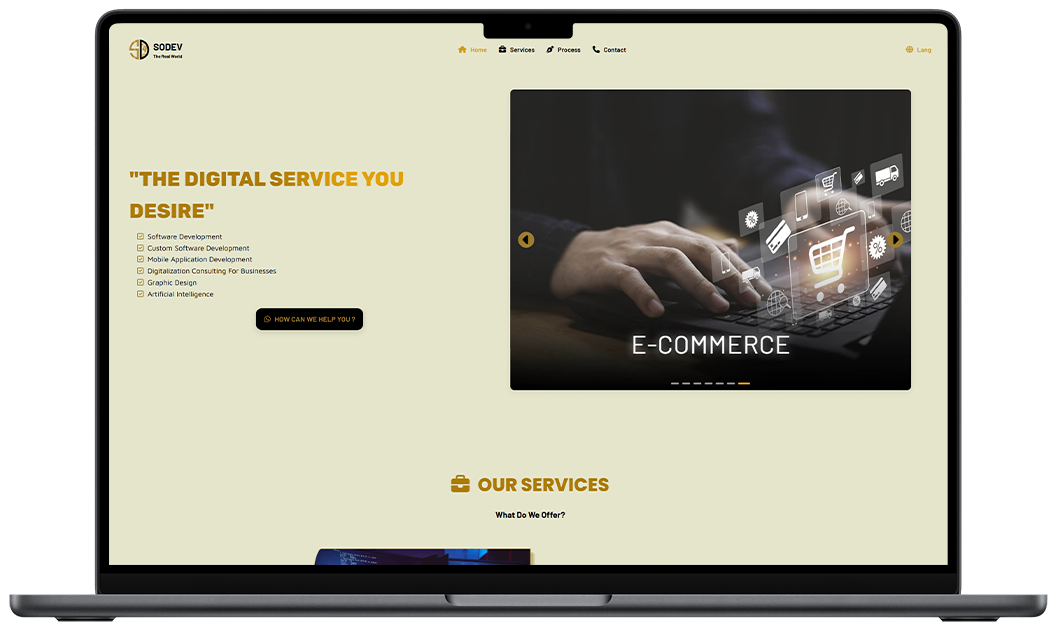 SODEV
The Real World
Home
Services
Process
Contact
Lang
"THE DIGITAL SERVICE YOU
DESIRE"
Software Development
Custom Software Development
Mobile Application Development
Digitalization Consulting For Businesses
Graphic Design
Artificial Intelligence
HOW CAN WE HELP YOU ?
E-COMMERCE
OUR SERVICES
What Do We Offer?